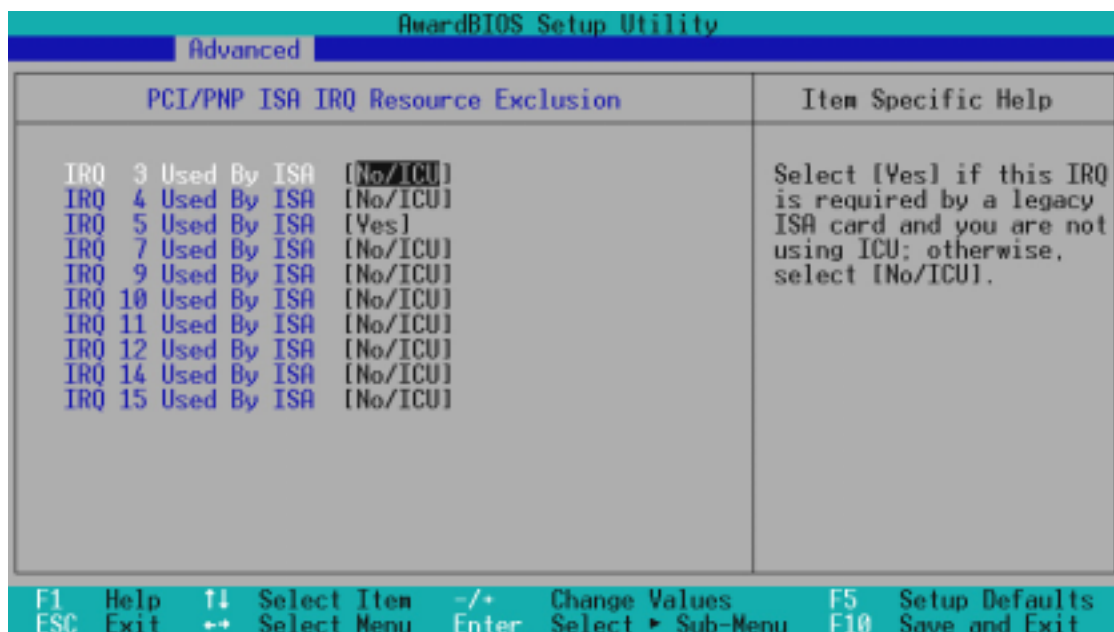 AwardBIOS Setup Utility
Advanced
PCI/PNP ISA IRQ Resource Exclusion
IRQ 3 Used By ISA [No/ICU]
IRQ 4 Used By ISA [No/ICU]
IRQ 5 Used By ISA [Yes]
IRQ 7 Used By ISA [No/ICU]
IRQ 9 Used By ISA [No/ICU]
IRQ 10 Used By ISA [No/ICU]
IRQ 11 Used By ISA [No/ICU]
IRQ 12 Used By ISA [No/ICU]
IRQ 14 Used By ISA [No/ICU]
IRQ 15 Used By ISA [No/ICU]
Item Specific Help
Select [Yes] if this IRQ
is required by a legacy
ISA card and you are not
using ICU; otherwise,
select [No/ICU].
F1 Help ↑↓ Select Item -/+ Change Values F5 Setup Defaults
ESC Exit ←→ Select Menu Enter Select ► Sub-Menu F10 Save and Exit